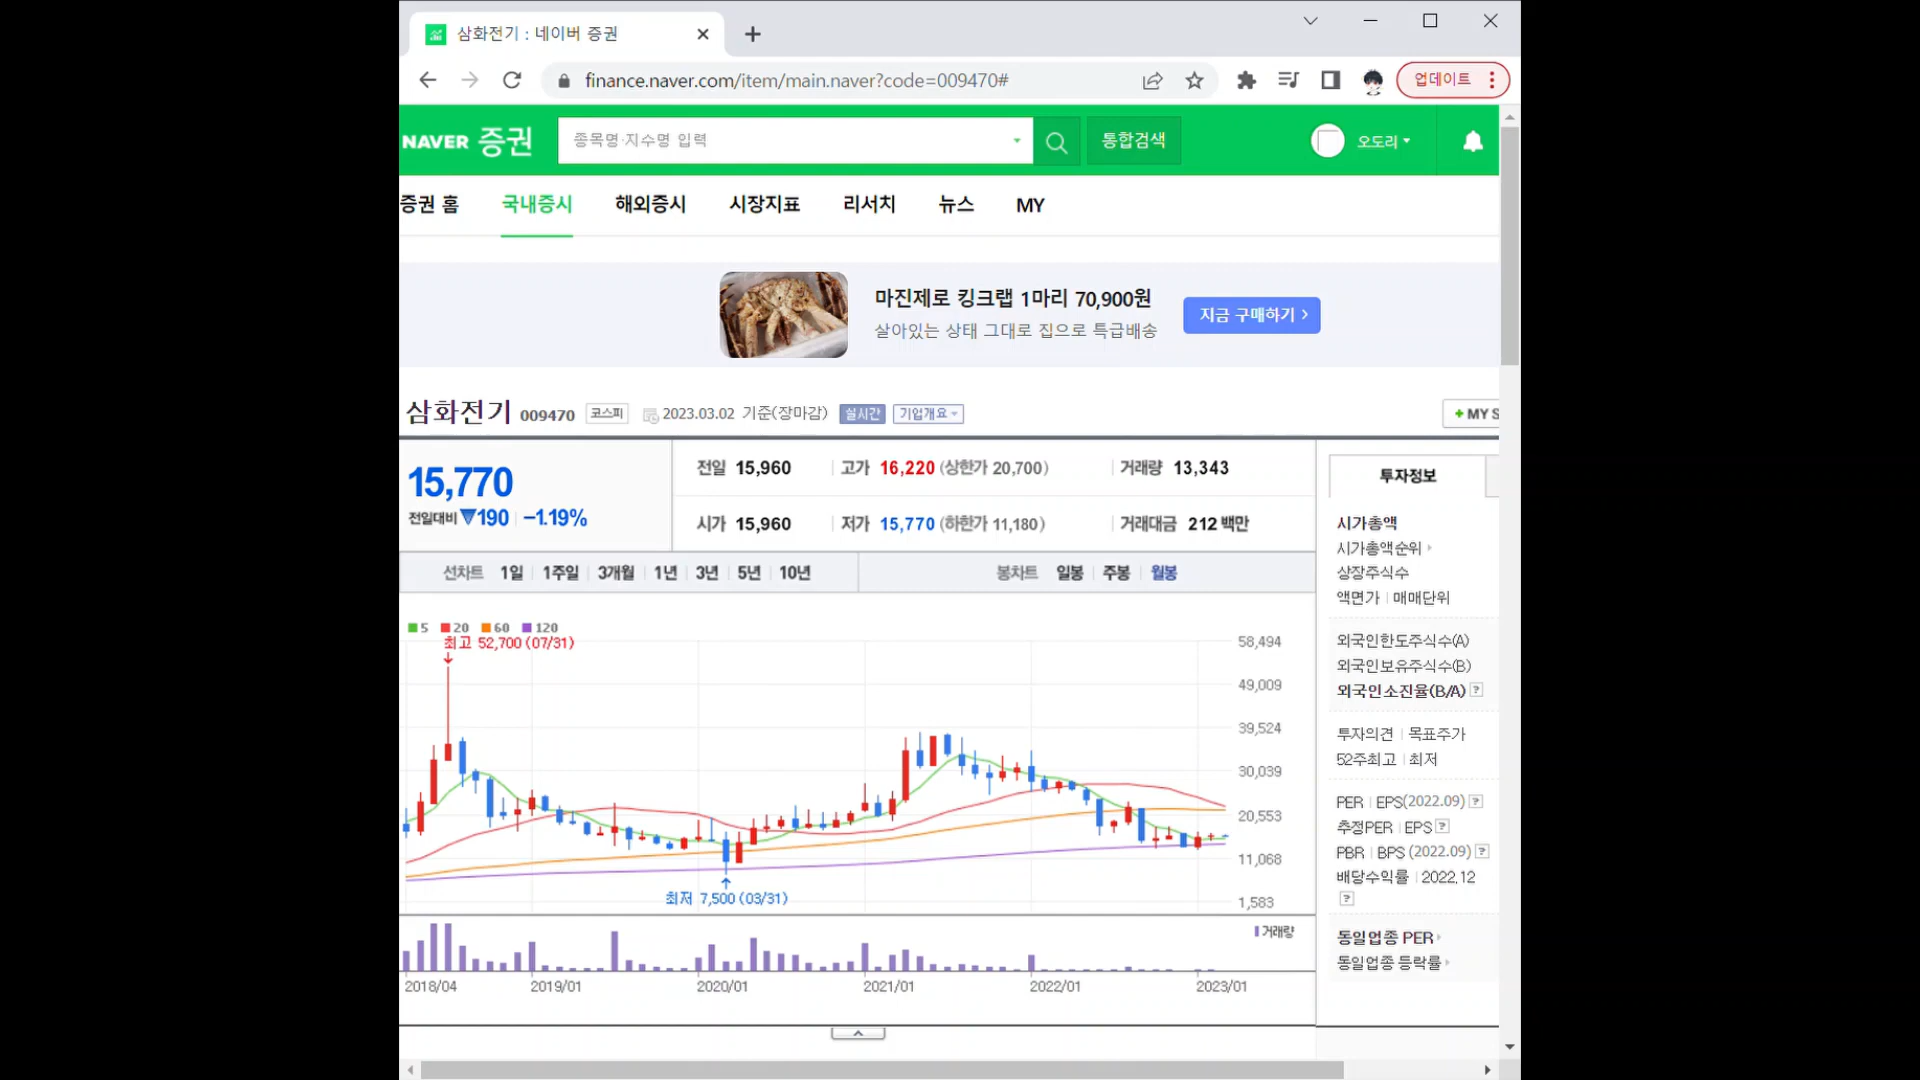 삼화전기 : 네이버 증권
finance.naver.com/item/main.naver?code=009470#
업데이트
NAVER 증권
종목명·지수명 입력
통합검색
오도리
증권 홈 국내증시 해외증시 시장지표 리서치 뉴스 MY
마진제로 킹크랩 1마리 70,900원
살아있는 상태 그대로 집으로 특급배송
지금 구매하기
삼화전기 009470 코스피 2023.03.02 기준(장마감) 실시간 기업개요
+ MY S
15,770
전일대비 ▼190 -1.19%
전일 15,960 고가 16,220 (상한가 20,700) 거래량 13,343
시가 15,960 저가 15,770 (하한가 11,180) 거래대금 212 백만
선차트 1일 1주일 3개월 1년 3년 5년 10년 봉차트 일봉 주봉 월봉
5 20 60 120
최고 52,700 (07/31)
58,494
49,009
39,524
30,039
20,553
11,068
1,583
최저 7,500 (03/31)
거래량
2018/04 2019/01 2020/01 2021/01 2022/01 2023/01
투자정보
시가총액
시가총액순위
상장주식수
액면가 | 매매단위
외국인한도주식수(A)
외국인보유주식수(B)
외국인소진율(B/A) ?
투자의견 | 목표주가
52주최고 | 최저
PER | EPS(2022.09) ?
추정PER | EPS ?
PBR | BPS (2022.09) ?
배당수익률 | 2022.12
?
동일업종 PER
동일업종 등락률